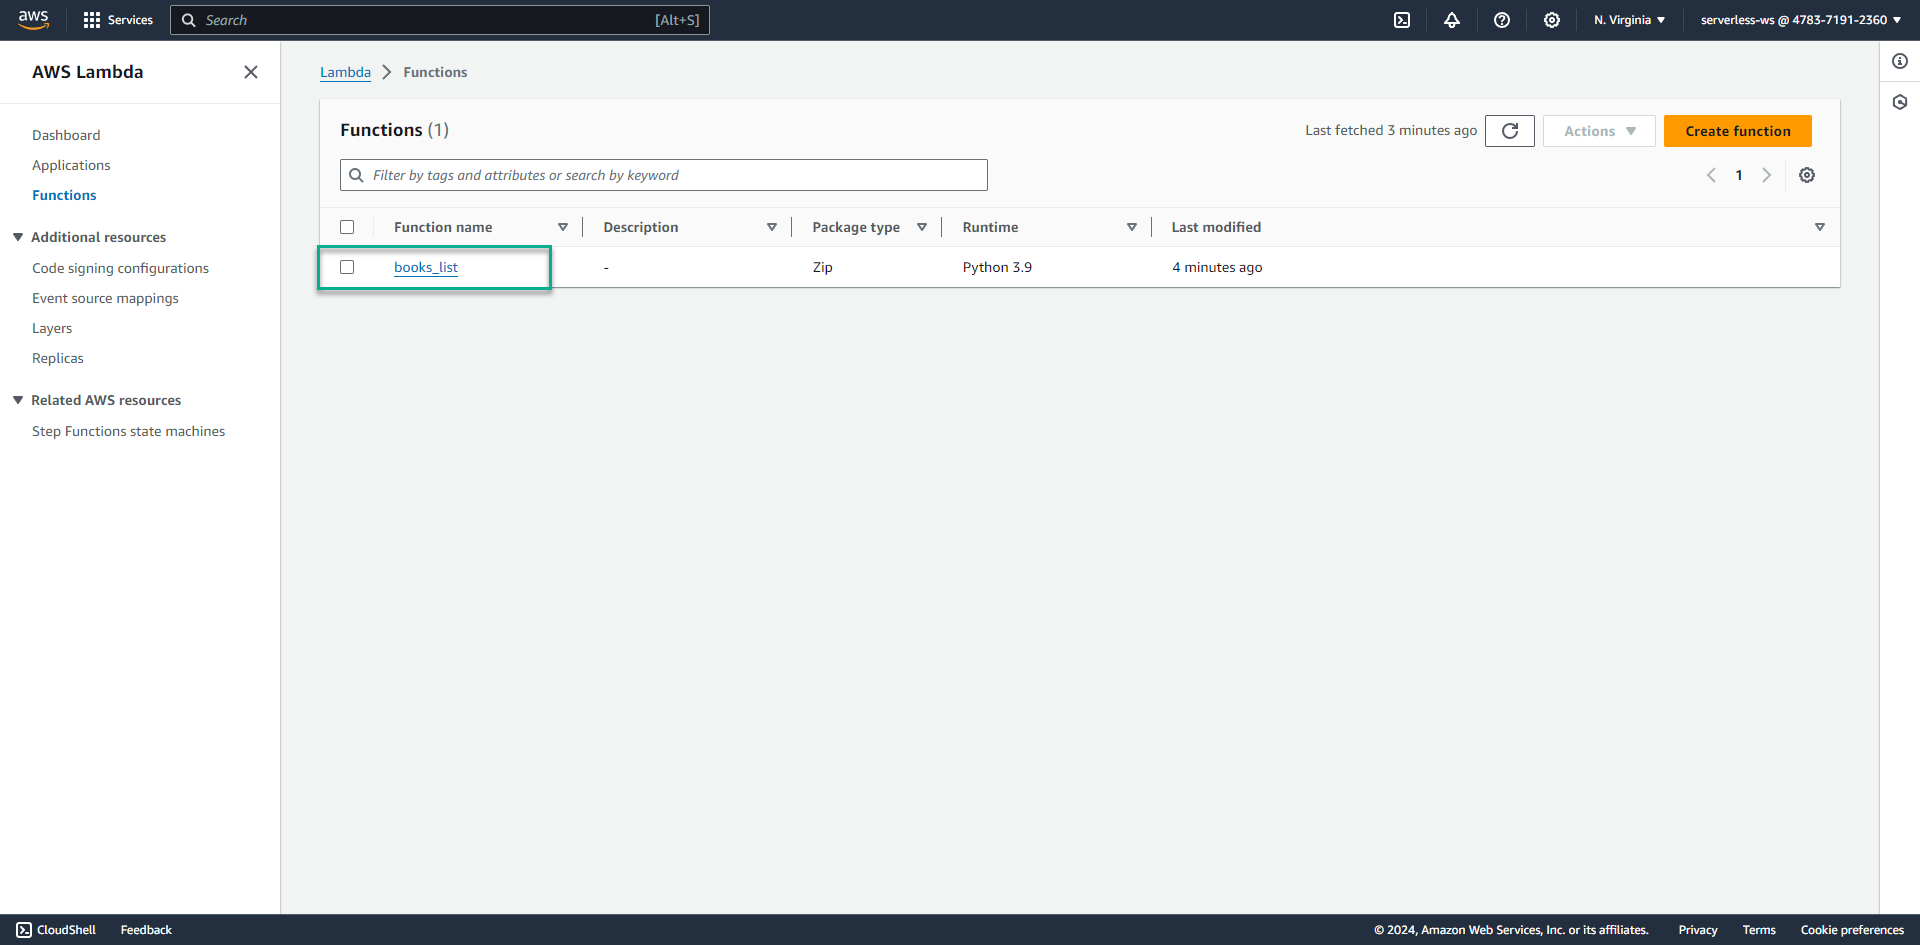 aws
Services
Search
[Alt+S]
N. Virginia
serverless-ws @ 4783-7191-2360
AWS Lambda
Dashboard
Applications
Functions
Additional resources
Code signing configurations
Event source mappings
Layers
Replicas
Related AWS resources
Step Functions state machines
Lambda
Functions
Functions (1)
Last fetched 3 minutes ago
Actions
Create function
Filter by tags and attributes or search by keyword
1
Function name
Description
Package type
Runtime
Last modified
books_list
-
Zip
Python 3.9
4 minutes ago
CloudShell
Feedback
© 2024, Amazon Web Services, Inc. or its affiliates.
Privacy
Terms
Cookie preferences